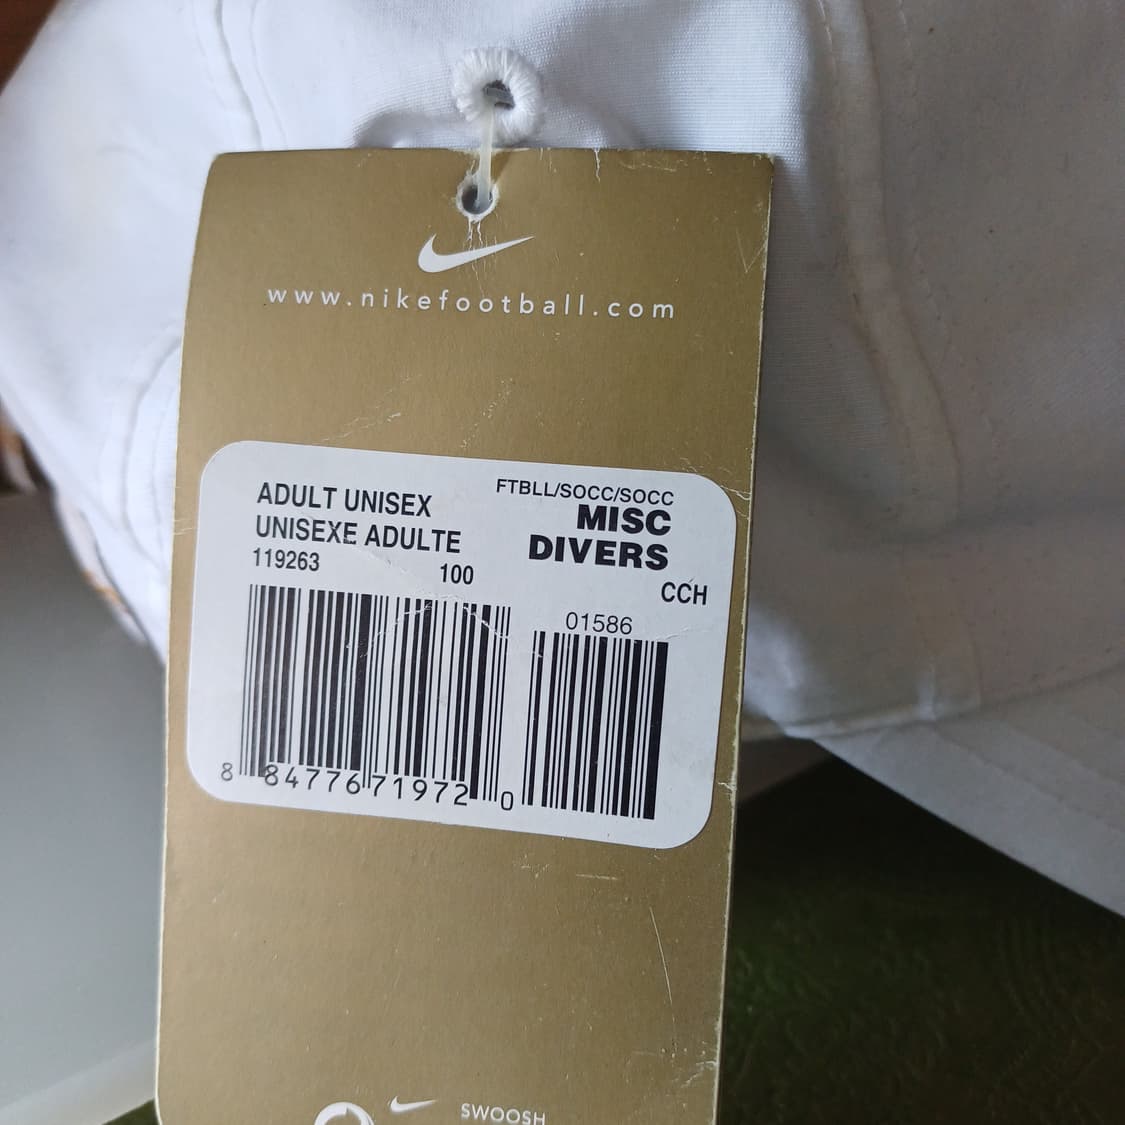 www.nikefootball.com
ADULT UNISEX
UNISEXE ADULTE
119263 100
FTBLL/SOCC/SOCC
MISC
DIVERS
CCH
01586
8 84776 71972 0
SWOOSH